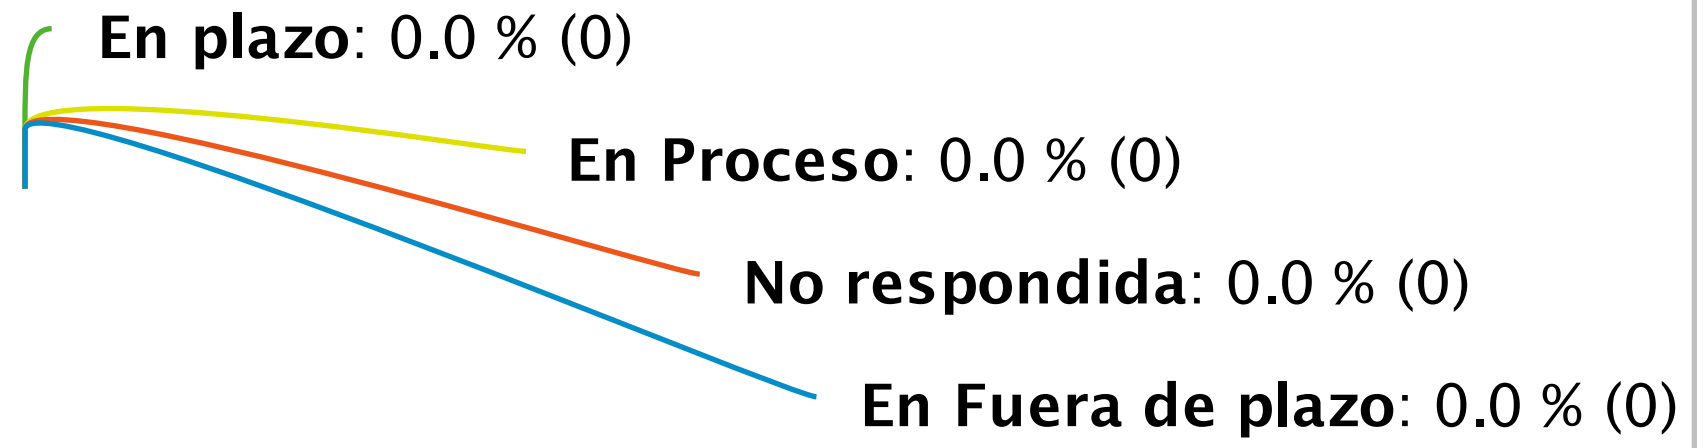 En plazo: 0.0 % (0)
En Proceso: 0.0 % (0)
No respondida: 0.0 % (0)
En Fuera de plazo: 0.0 % (0)